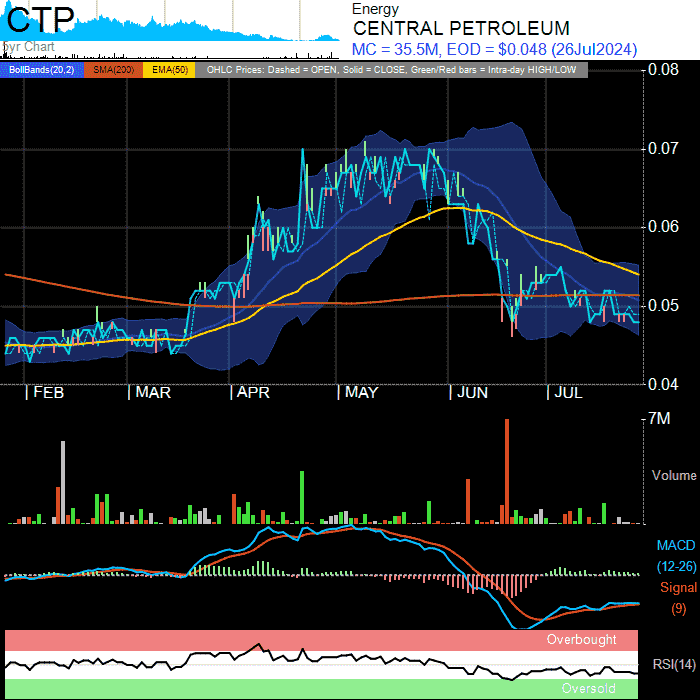 CTP
5yr Chart
Energy
CENTRAL PETROLEUM
MC = 35.5M, EOD = $0.048 (26Jul2024)
BollBands(20,2) SMA(200) EMA(50) OHLC Prices: Dashed = OPEN, Solid = CLOSE, Green/Red bars = Intra-day HIGH/LOW
0.08
0.07
0.06
0.05
0.04
| FEB | MAR | APR | MAY | JUN | JUL
7M
Volume
MACD
(12-26)
Signal
(9)
Overbought
RSI(14)
Oversold